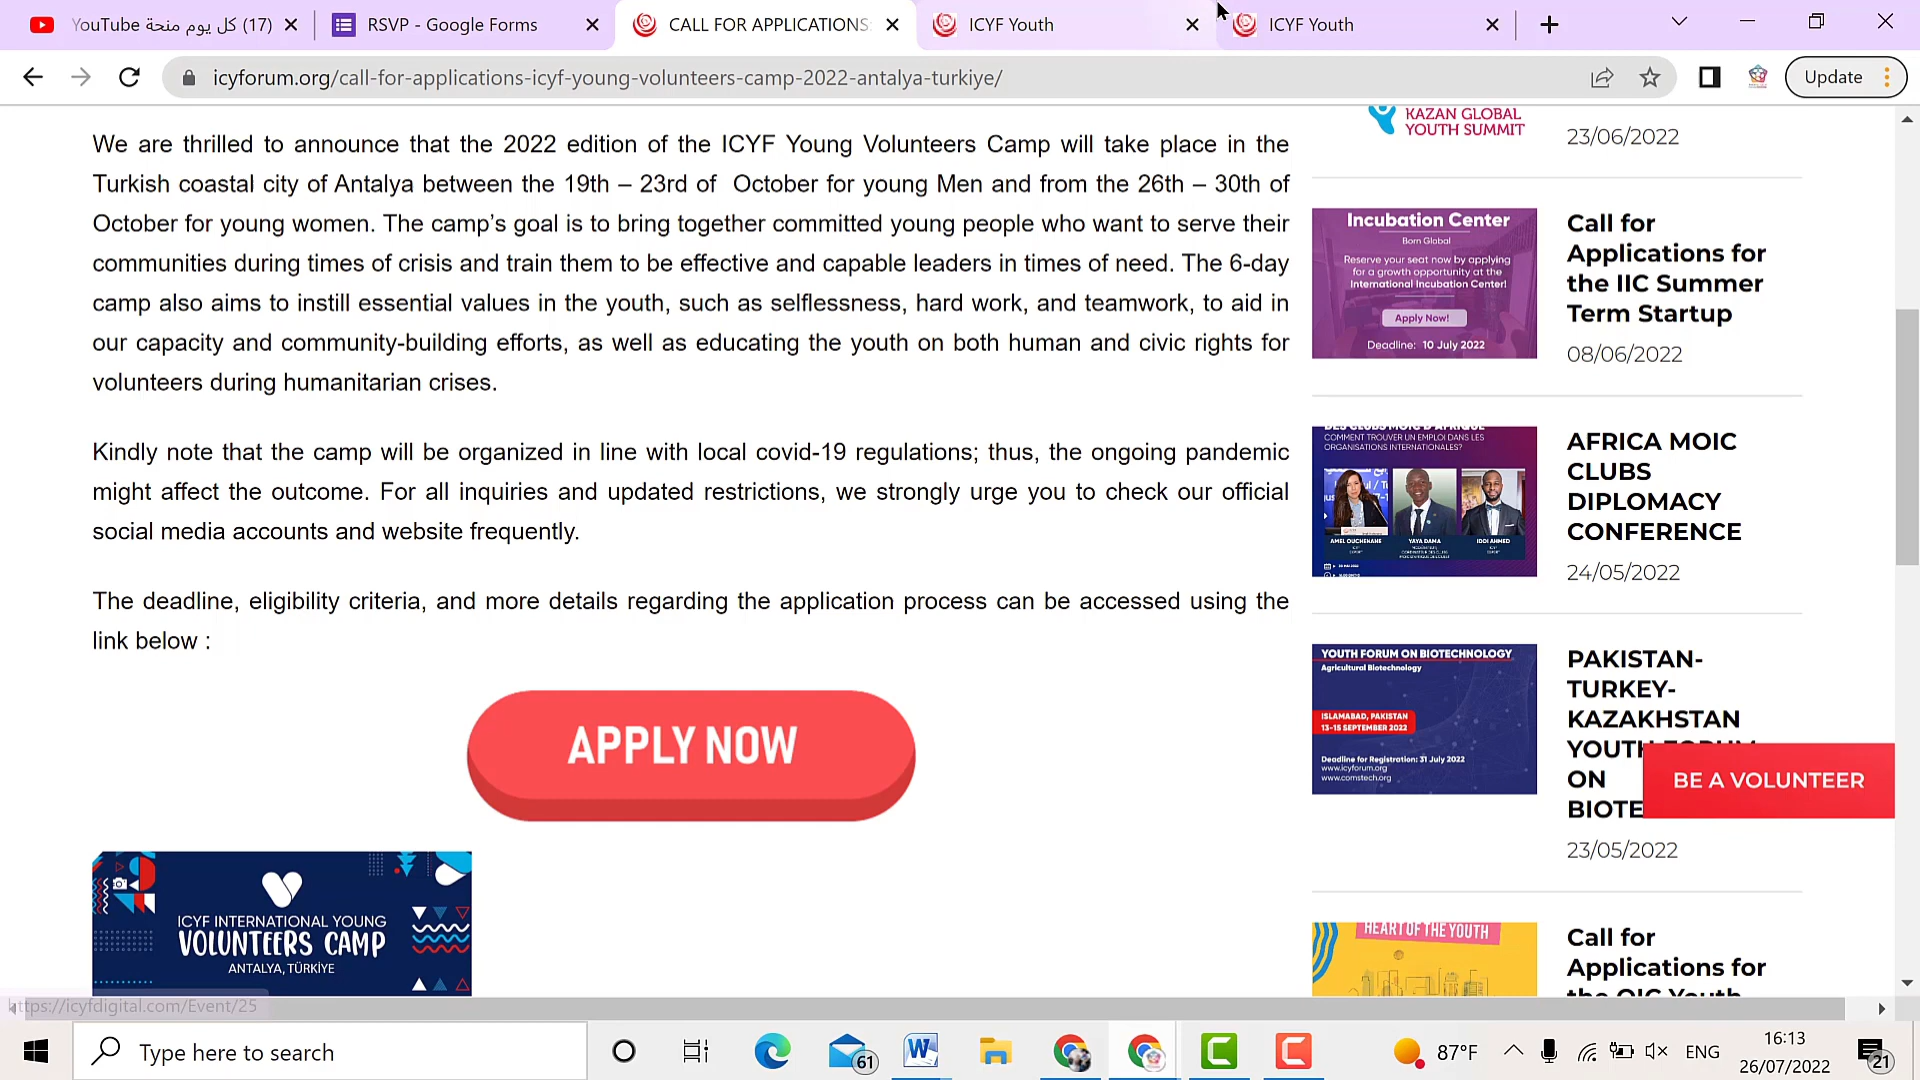 (17) كل يوم منحة YouTube
RSVP - Google Forms
CALL FOR APPLICATIONS:
ICYF Youth
ICYF Youth
icyforum.org/call-for-applications-icyf-young-volunteers-camp-2022-antalya-turkiye/
Update
We are thrilled to announce that the 2022 edition of the ICYF Young Volunteers Camp will take place in the
Turkish coastal city of Antalya between the 19th – 23rd of October for young Men and from the 26th – 30th of
October for young women. The camp’s goal is to bring together committed young people who want to serve their
communities during times of crisis and train them to be effective and capable leaders in times of need. The 6-day
camp also aims to instill essential values in the youth, such as selflessness, hard work, and teamwork, to aid in
our capacity and community-building efforts, as well as educating the youth on both human and civic rights for
volunteers during humanitarian crises.
Kindly note that the camp will be organized in line with local covid-19 regulations; thus, the ongoing pandemic
might affect the outcome. For all inquiries and updated restrictions, we strongly urge you to check our official
social media accounts and website frequently.
The deadline, eligibility criteria, and more details regarding the application process can be accessed using the
link below :
APPLY NOW
ICYF INTERNATIONAL YOUNG
VOLUNTEERS CAMP
ANTALYA, TÜRKİYE
KAZAN GLOBAL
YOUTH SUMMIT
23/06/2022
Incubation Center
Born Global
Reserve your seat now by applying
for a growth opportunity at the
International Incubation Center!
Apply Now!
Deadline: 10 July 2022
Call for
Applications for
the IIC Summer
Term Startup
08/06/2022
DES CLUBS MOIC D'AFRIQUE
COMMENT TROUVER UN EMPLOI DANS LES
ORGANISATIONS INTERNATIONALES?
AMEL OUCHENANE
YAYA DAMA
IDDI AHMED
AFRICA MOIC
CLUBS
DIPLOMACY
CONFERENCE
24/05/2022
YOUTH FORUM ON BIOTECHNOLOGY
Agricultural Biotechnology
ISLAMABAD, PAKISTAN
13-15 SEPTEMBER 2022
Deadline for Registration: 31 July 2022
www.icyforum.org
www.comstech.org
PAKISTAN-
TURKEY-
KAZAKHSTAN
YOUTH FORUM
ON
BIOTE
23/05/2022
BE A VOLUNTEER
HEART OF THE YOUTH
Call for
Applications for
the OIC Youth
https://icyfdigital.com/Event/25
Type here to search
61
87°F
ENG
16:13
26/07/2022
21